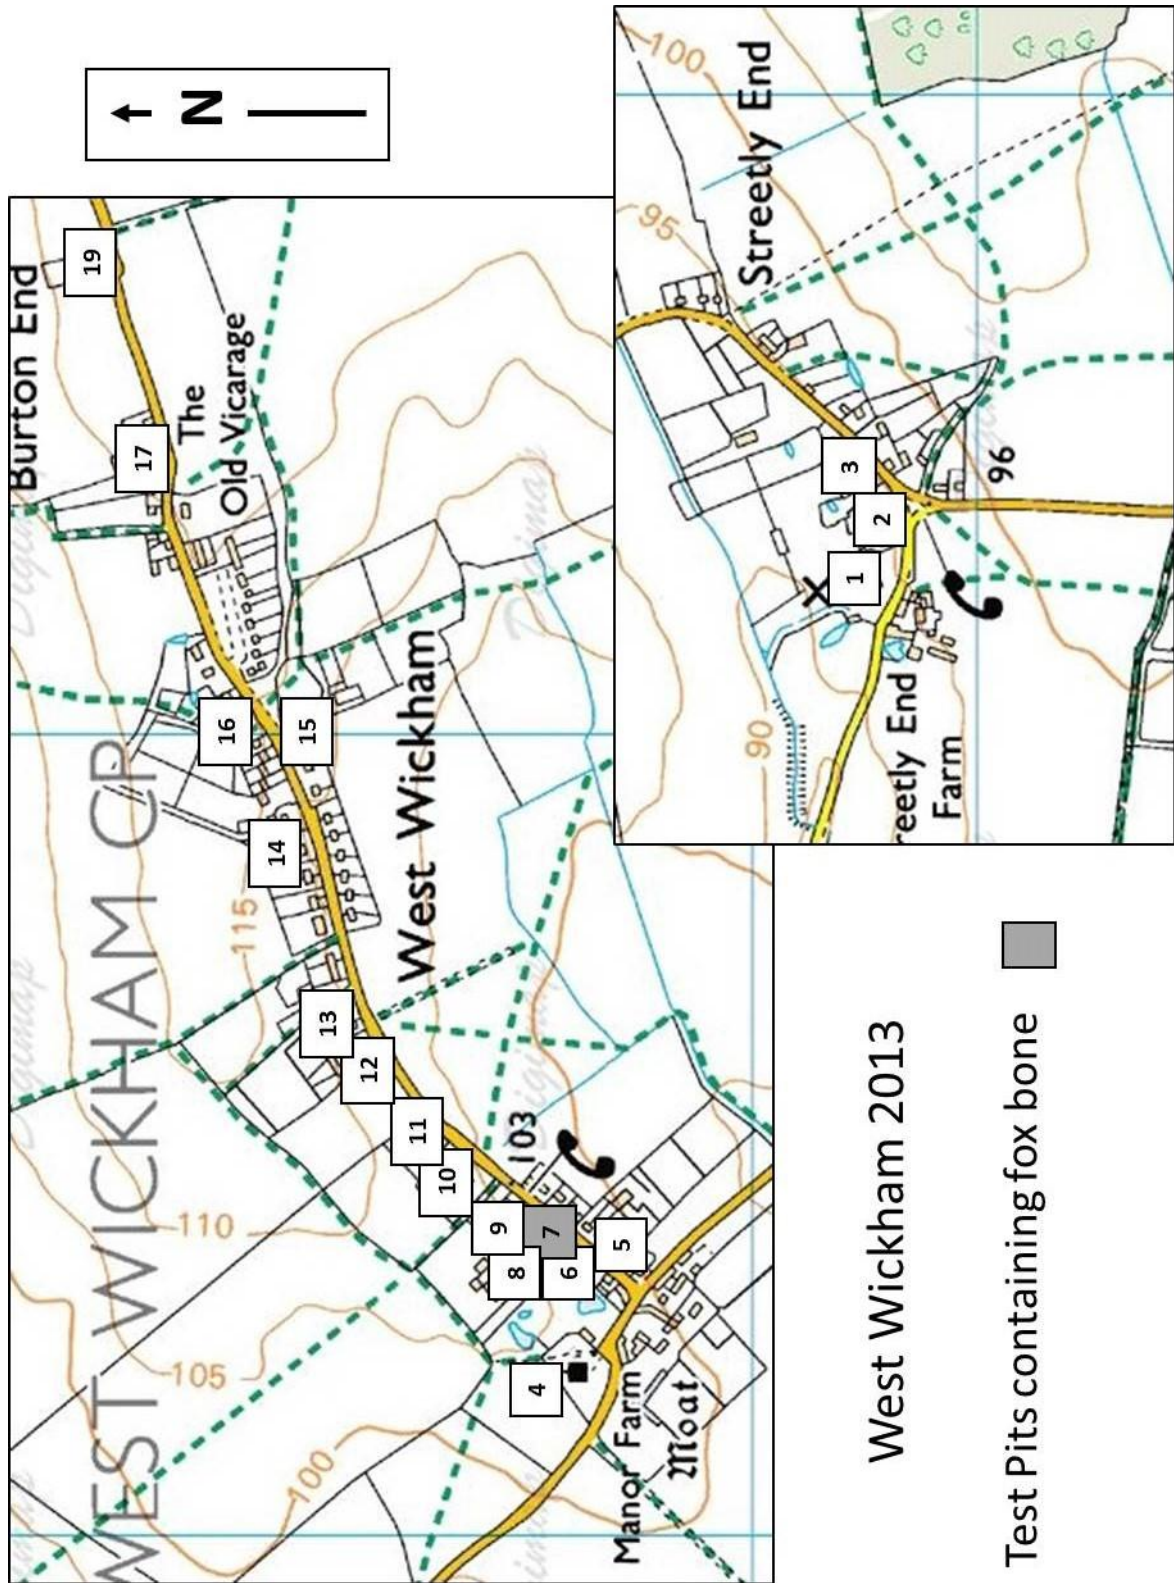 N
WEST WICKHAM CP
Burton End
19
17
The
Old Vicarage
16
15
14
115
West Wickham
13
12
11
10
103
110
9
8
7
6
5
105
4
100
Manor Farm
Moat
Digimap
100
95
Streetly End
3
2
1
96
90
reetly End
Farm
West Wickham 2013
Test Pits containing fox bone